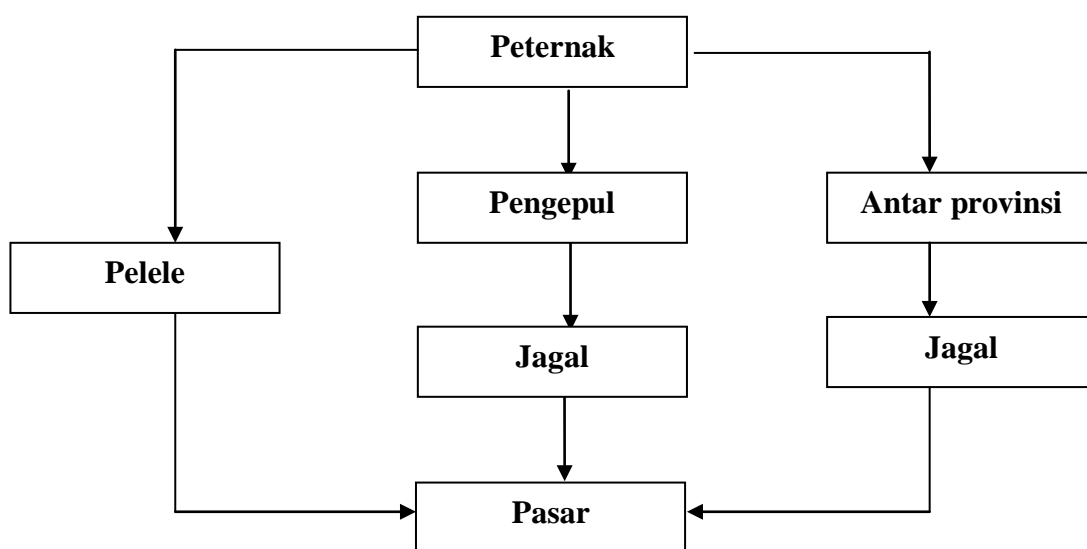 Peternak
Pengepul
Antar provinsi
Pelele
Jagal
Jagal
Pasar